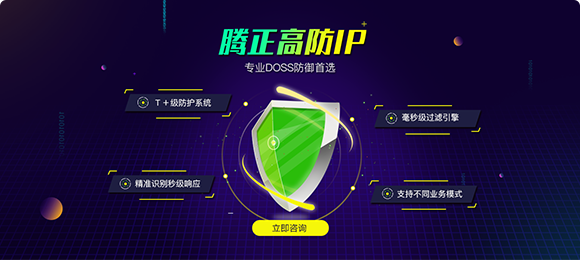 腾正高防IP
专业DOSS防御首选
T+级防护系统
毫秒级过滤引擎
精准识别秒级响应
支持不同业务模式
立即咨询